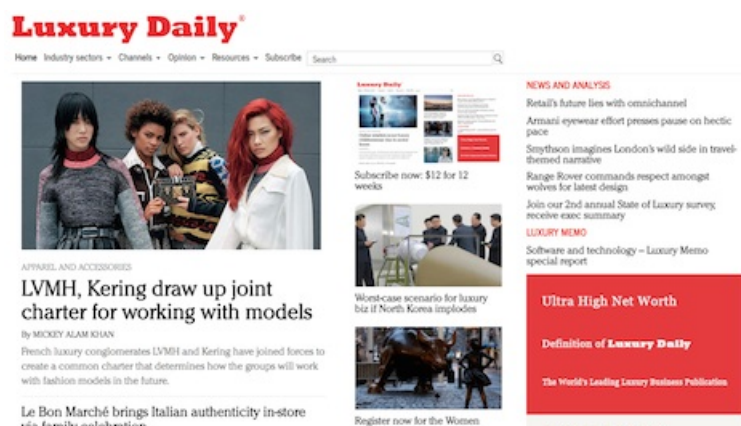 Luxury Daily®
Home Industry sectors Channels Opinion Resources Subscribe Search
APPAREL AND ACCESSORIES
LVMH, Kering draw up joint
charter for working with models
By MICKEY ALAM KHAN
French luxury conglomerates LVMH and Kering have joined forces to
create a common charter that determines how the groups will work
with fashion models in the future.
Le Bon Marché brings Italian authenticity in-store
via family celebration
Luxury Daily
Subscribe now: $12 for 12
weeks
Worst-case scenario for luxury
biz if North Korea implodes
Register now for the Women
NEWS AND ANALYSIS
Retail's future lies with omnichannel
Armani eyewear effort presses pause on hectic
pace
Smythson imagines London's wild side in travel-
themed narrative
Range Rover commands respect amongst
wolves for latest design
Join our 2nd annual State of Luxury survey,
receive exec summary
LUXURY MEMO
Software and technology – Luxury Memo
special report
Ultra High Net Worth
Definition of Luxury Daily
The World's Leading Luxury Business Publication